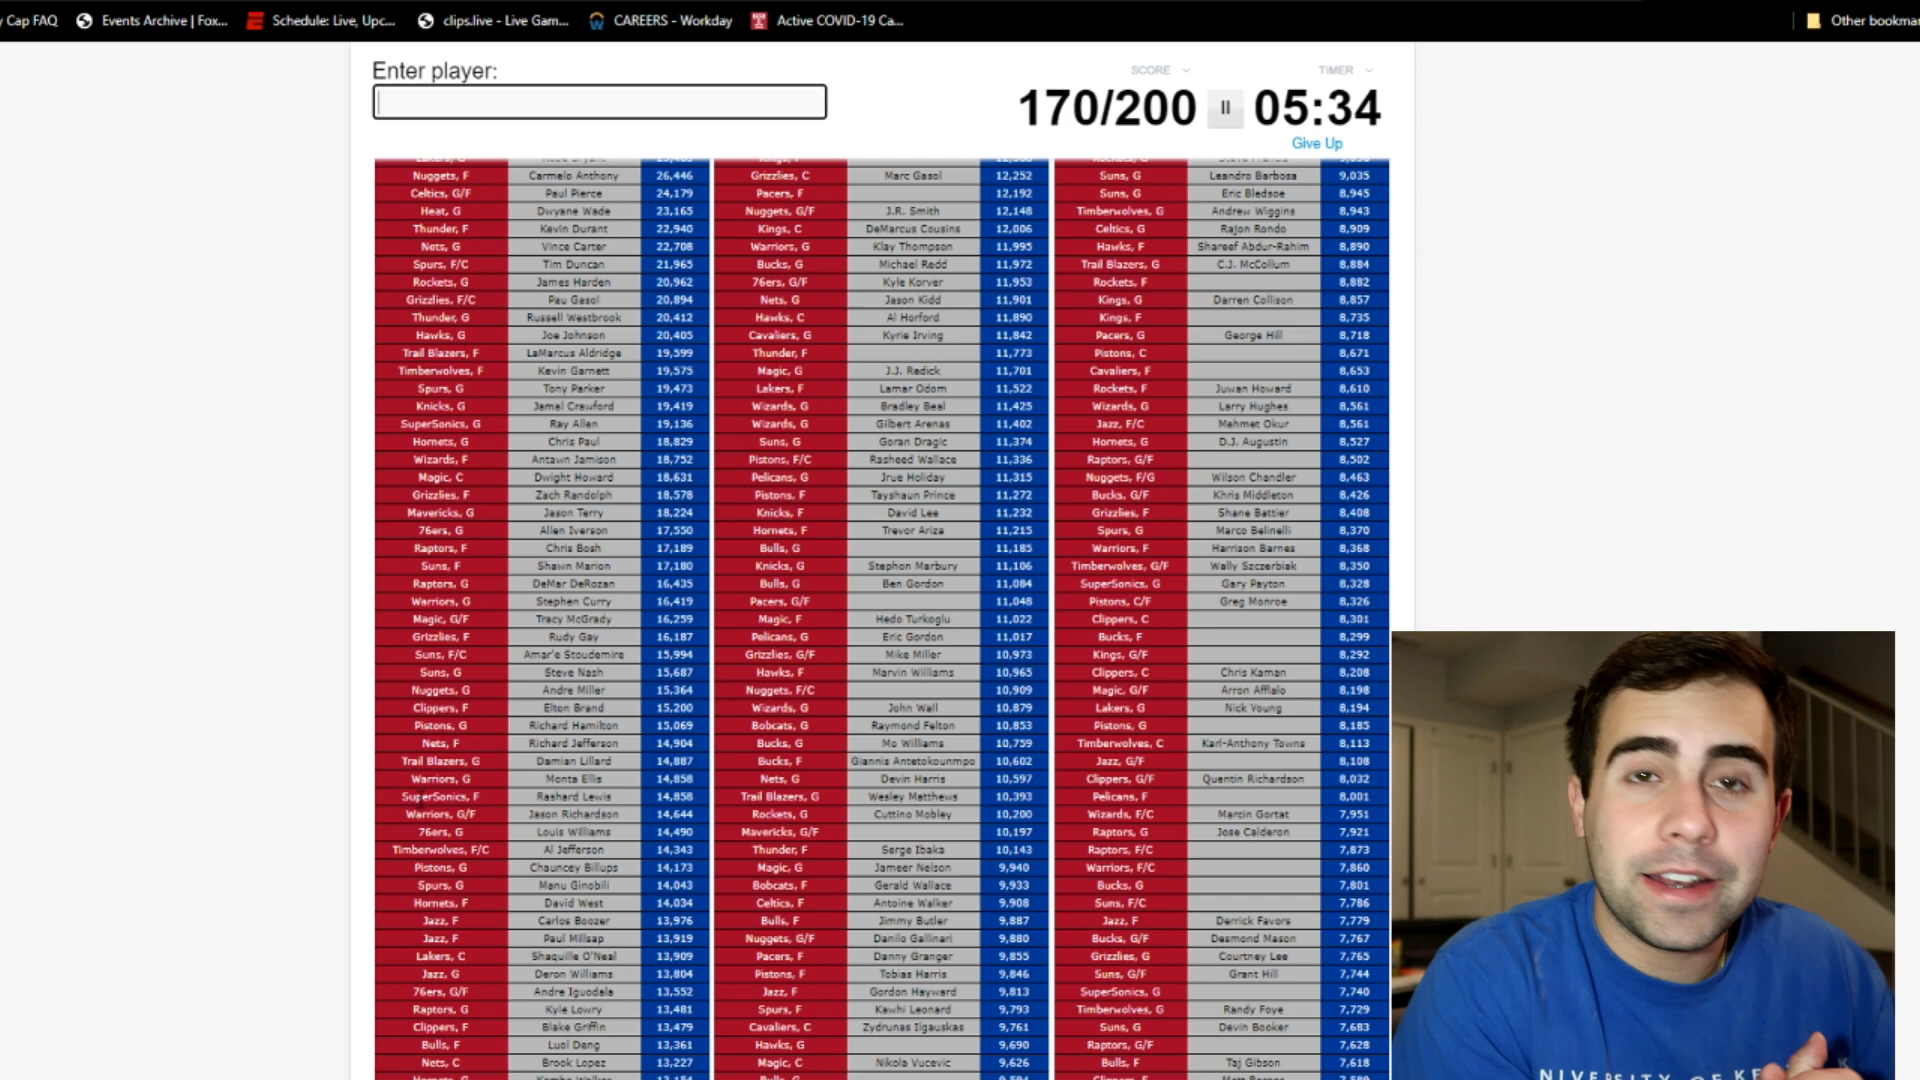 y Cap FAQ Events Archive | Fox... Schedule: Live, Upc... clips.live - Live Gam... CAREERS - Workday Active COVID-19 Ca... Other bookmar
Enter player:
SCORE TIMER
170/200 05:34
Give Up
Nuggets, F Carmelo Anthony 26,446 Grizzlies, C Marc Gasol 12,252 Suns, G Leandro Barbosa 9,035
Celtics, G/F Paul Pierce 24,179 Pacers, F 12,192 Suns, G Eric Bledsoe 8,945
Heat, G Dwyane Wade 23,165 Nuggets, G/F J.R. Smith 12,148 Timberwolves, G Andrew Wiggins 8,943
Thunder, F Kevin Durant 22,940 Kings, C DeMarcus Cousins 12,006 Celtics, G Rajon Rondo 8,909
Nets, G Vince Carter 22,708 Warriors, G Klay Thompson 11,995 Hawks, F Shareef Abdur-Rahim 8,890
Spurs, F/C Tim Duncan 21,965 Bucks, G Michael Redd 11,972 Trail Blazers, G C.J. McCollum 8,884
Rockets, G James Harden 20,962 76ers, G/F Kyle Korver 11,953 Rockets, F 8,882
Grizzlies, F/C Pau Gasol 20,894 Nets, G Jason Kidd 11,901 Kings, G Darren Collison 8,857
Thunder, G Russell Westbrook 20,412 Hawks, C Al Horford 11,890 Kings, F 8,735
Hawks, G Joe Johnson 20,405 Cavaliers, G Kyrie Irving 11,842 Pacers, G George Hill 8,718
Trail Blazers, F LaMarcus Aldridge 19,599 Thunder, F 11,773 Pistons, C 8,671
Timberwolves, F Kevin Garnett 19,575 Magic, G J.J. Redick 11,701 Cavaliers, F 8,653
Spurs, G Tony Parker 19,473 Lakers, F Lamar Odom 11,522 Rockets, F Juwan Howard 8,610
Knicks, G Jamal Crawford 19,419 Wizards, G Bradley Beal 11,425 Wizards, G Larry Hughes 8,561
SuperSonics, G Ray Allen 19,136 Wizards, G Gilbert Arenas 11,402 Jazz, F/C Mehmet Okur 8,561
Hornets, G Chris Paul 18,829 Suns, G Goran Dragic 11,374 Hornets, G D.J. Augustin 8,527
Wizards, F Antawn Jamison 18,752 Pistons, F/C Rasheed Wallace 11,336 Raptors, G/F 8,502
Magic, C Dwight Howard 18,631 Pelicans, G Jrue Holiday 11,315 Nuggets, F/G Wilson Chandler 8,463
Grizzlies, F Zach Randolph 18,578 Pistons, F Tayshaun Prince 11,272 Bucks, G/F Khris Middleton 8,426
Mavericks, G Jason Terry 18,224 Knicks, F David Lee 11,232 Grizzlies, F Shane Battier 8,408
76ers, G Allen Iverson 17,550 Hornets, F Trevor Ariza 11,215 Spurs, G Marco Belinelli 8,370
Raptors, F Chris Bosh 17,189 Bulls, G 11,185 Warriors, F Harrison Barnes 8,368
Suns, F Shawn Marion 17,180 Knicks, G Stephon Marbury 11,106 Timberwolves, G/F Wally Szczerbiak 8,350
Raptors, G DeMar DeRozan 16,435 Bulls, G Ben Gordon 11,084 SuperSonics, G Gary Payton 8,328
Warriors, G Stephen Curry 16,419 Pacers, G/F 11,048 Pistons, C/F Greg Monroe 8,326
Magic, G/F Tracy McGrady 16,259 Magic, F Hedo Turkoglu 11,022 Clippers, C 8,301
Grizzlies, F Rudy Gay 16,187 Pelicans, G Eric Gordon 11,017 Bucks, F 8,299
Suns, F/C Amar'e Stoudemire 15,994 Grizzlies, G/F Mike Miller 10,973 Kings, G/F 8,292
Suns, G Steve Nash 15,687 Hawks, F Marvin Williams 10,965 Clippers, C Chris Kaman 8,208
Nuggets, G Andre Miller 15,364 Nuggets, F/C 10,909 Magic, G/F Arron Afflalo 8,198
Clippers, F Elton Brand 15,200 Wizards, G John Wall 10,879 Lakers, G Nick Young 8,194
Pistons, G Richard Hamilton 15,069 Bobcats, G Raymond Felton 10,853 Pistons, G 8,185
Nets, F Richard Jefferson 14,904 Bucks, G Mo Williams 10,759 Timberwolves, C Karl-Anthony Towns 8,113
Trail Blazers, G Damian Lillard 14,887 Bucks, F Giannis Antetokounmpo 10,602 Jazz, G/F 8,108
Warriors, G Monta Ellis 14,858 Nets, G Devin Harris 10,597 Clippers, G/F Quentin Richardson 8,032
SuperSonics, F Rashard Lewis 14,858 Trail Blazers, G Wesley Matthews 10,393 Pelicans, F 8,001
Warriors, G/F Jason Richardson 14,644 Rockets, G Cuttino Mobley 10,200 Wizards, F/C Marcin Gortat 7,951
76ers, G Louis Williams 14,490 Mavericks, G/F 10,197 Raptors, G Jose Calderon 7,921
Timberwolves, F/C Al Jefferson 14,343 Thunder, F Serge Ibaka 10,143 Raptors, F/C 7,873
Pistons, G Chauncey Billups 14,173 Magic, G Jameer Nelson 9,940 Warriors, F/C 7,860
Spurs, G Manu Ginobili 14,043 Bobcats, F Gerald Wallace 9,933 Bucks, G 7,801
Hornets, F David West 14,034 Celtics, F Antoine Walker 9,908 Suns, F/C 7,786
Jazz, F Carlos Boozer 13,976 Bulls, F Jimmy Butler 9,887 Jazz, F Derrick Favors 7,779
Jazz, F Paul Millsap 13,919 Nuggets, G/F Danilo Gallinari 9,880 Bucks, G/F Desmond Mason 7,767
Lakers, C Shaquille O'Neal 13,909 Pacers, F Danny Granger 9,855 Grizzlies, G Courtney Lee 7,765
Jazz, G Deron Williams 13,804 Pistons, F Tobias Harris 9,846 Suns, G/F Grant Hill 7,744
76ers, G/F Andre Iguodala 13,552 Jazz, F Gordon Hayward 9,813 SuperSonics, G 7,740
Raptors, G Kyle Lowry 13,481 Spurs, F Kawhi Leonard 9,793 Timberwolves, G Randy Foye 7,729
Clippers, F Blake Griffin 13,479 Cavaliers, C Zydrunas Ilgauskas 9,761 Suns, G Devin Booker 7,683
Bulls, F Luol Deng 13,361 Hawks, G 9,690 Raptors, G/F 7,628
Nets, C Brook Lopez 13,227 Magic, C Nikola Vucevic 9,626 Bulls, F Taj Gibson 7,618